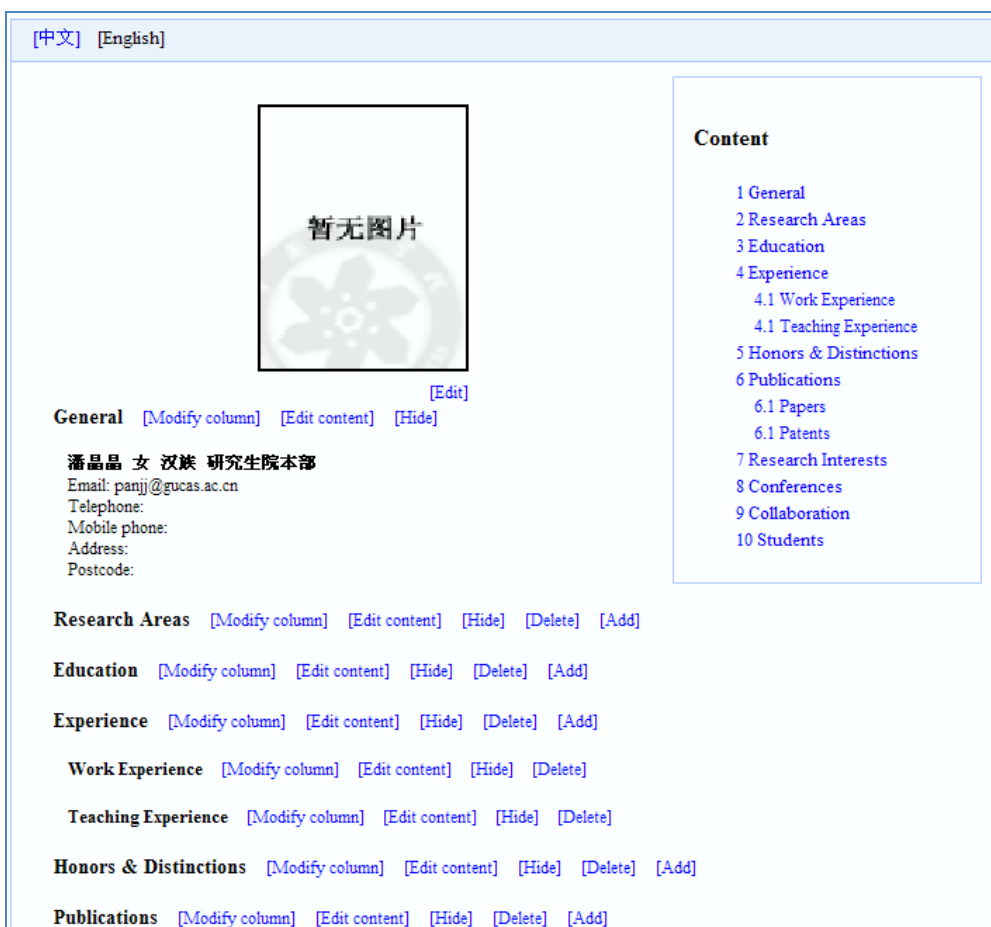 [中文] [English]
暂无图片
[Edit]
General [Modify column] [Edit content] [Hide]
潘晶晶 女 汉族 研究生院本部
Email: panjj@gucas.ac.cn
Telephone:
Mobile phone:
Address:
Postcode:
Research Areas [Modify column] [Edit content] [Hide] [Delete] [Add]
Education [Modify column] [Edit content] [Hide] [Delete] [Add]
Experience [Modify column] [Edit content] [Hide] [Delete] [Add]
Work Experience [Modify column] [Edit content] [Hide] [Delete]
Teaching Experience [Modify column] [Edit content] [Hide] [Delete]
Honors & Distinctions [Modify column] [Edit content] [Hide] [Delete] [Add]
Publications [Modify column] [Edit content] [Hide] [Delete] [Add]
Content
1 General
2 Research Areas
3 Education
4 Experience
4.1 Work Experience
4.1 Teaching Experience
5 Honors & Distinctions
6 Publications
6.1 Papers
6.1 Patents
7 Research Interests
8 Conferences
9 Collaboration
10 Students